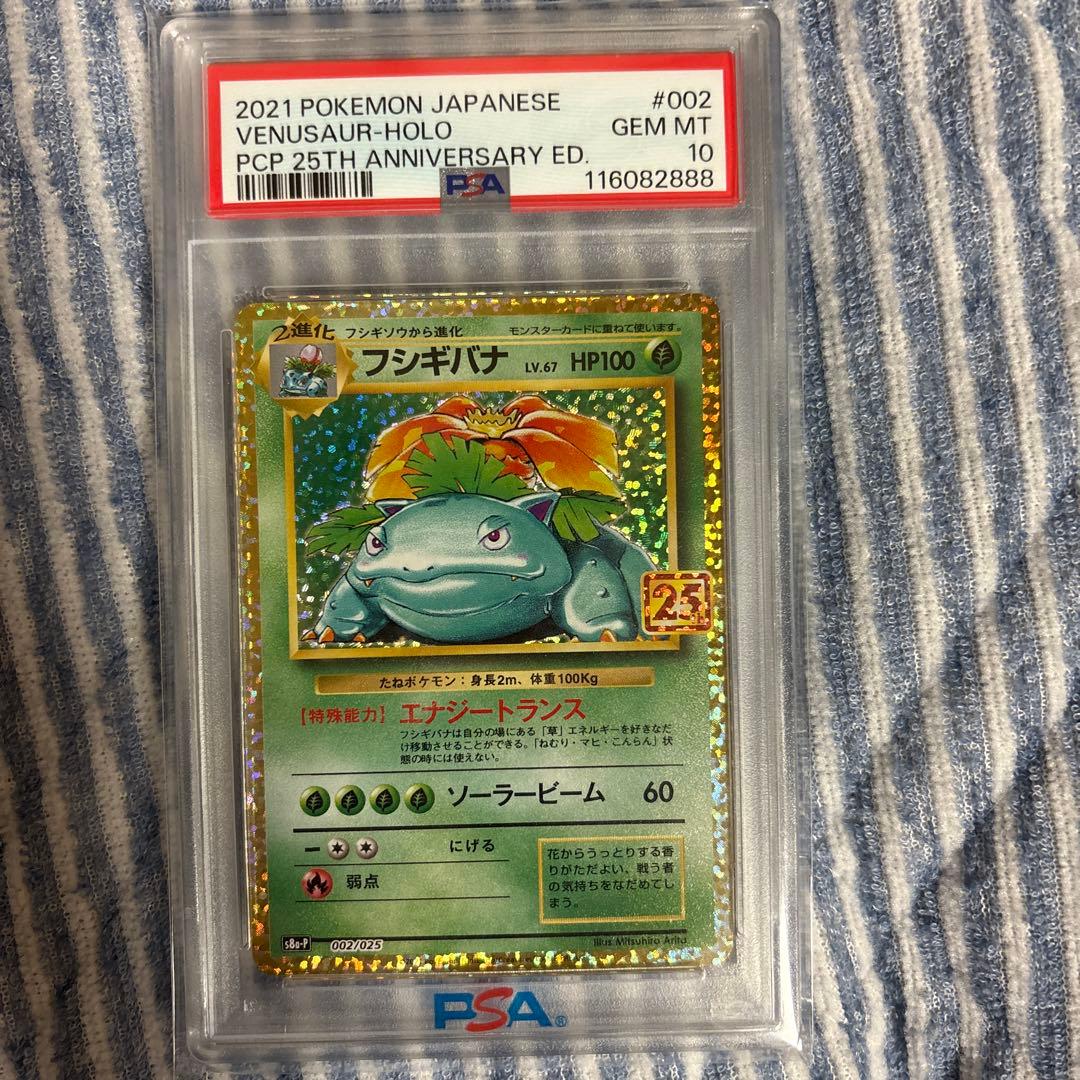 2021 POKEMON JAPANESE #002
VENUSAUR-HOLO GEM MT
PCP 25TH ANNIVERSARY ED. 10
PSA 116082888
2進化 フシギソウから進化 モンスターカードに重ねて使います。
フシギバナ LV.67 HP100
25
たねポケモン：身長2m、体重100Kg
【特殊能力】 エナジートランス
フシギバナは自分の場にある「草」エネルギーを好きなだ
け移動させることができる。「ねむり・マヒ・こんらん」状
態の時には使えない。
ソーラービーム 60
ー にげる
弱点
花からうっとりする香
りがただよい、戦う者
の気持ちをなだめてし
まう。
s8a-P 002/025 Illus. Mitsuhiro Arita
PSA®